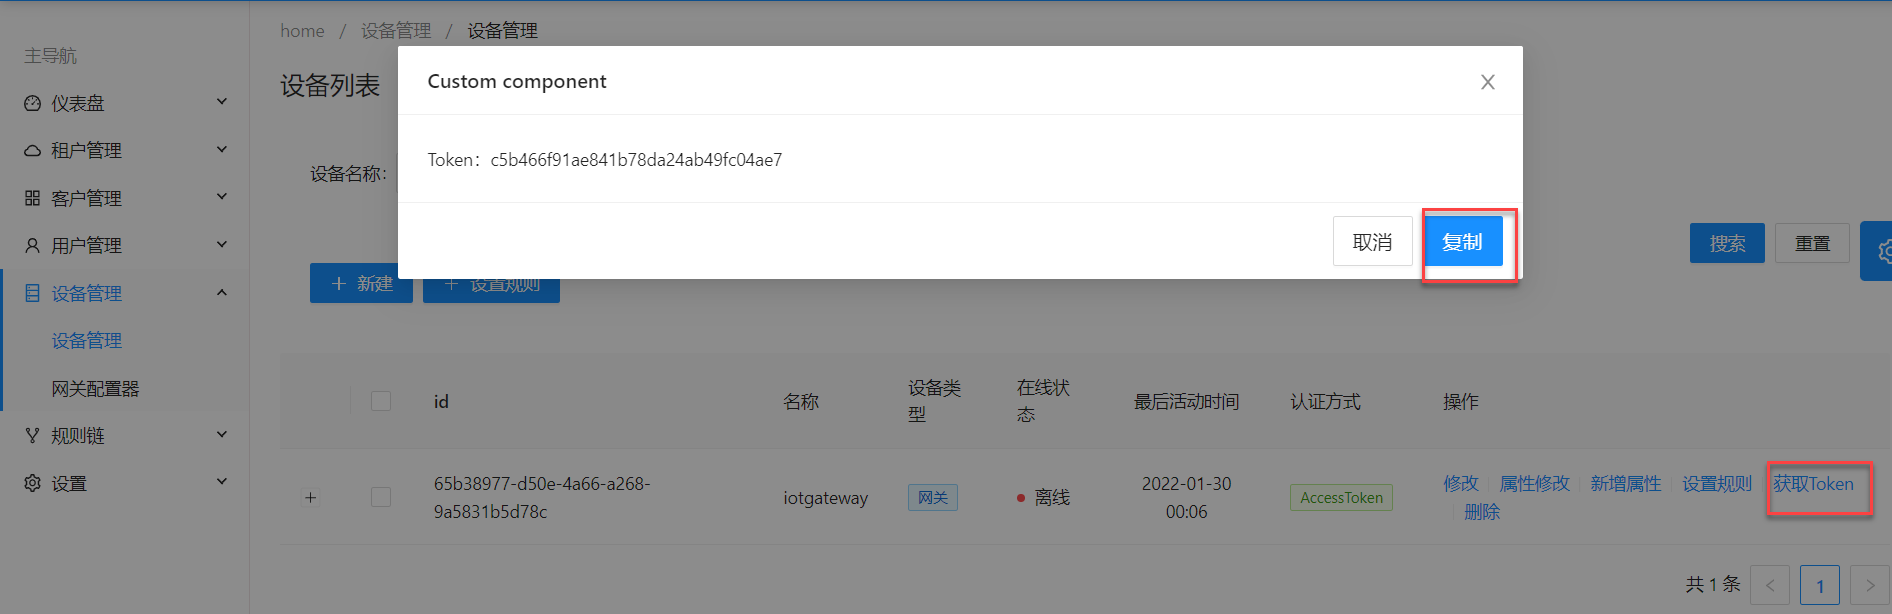 home / 设备管理 / 设备管理
主导航
仪表盘
租户管理
客户管理
用户管理
设备管理
设备管理
网关配置器
规则链
设置
设备列表
Custom component
Token：c5b466f91ae841b78da24ab49fc04ae7
取消
复制
设备名称：
搜索
重置
新建
设置规则
id
名称
设备类
型
在线状
态
最后活动时间
认证方式
操作
65b38977-d50e-4a66-a268-
9a5831b5d78c
iotgateway
网关
离线
2022-01-30
00:06
AccessToken
修改 属性修改 新增属性 设置规则 获取Token
删除
共 1 条
< 1 >